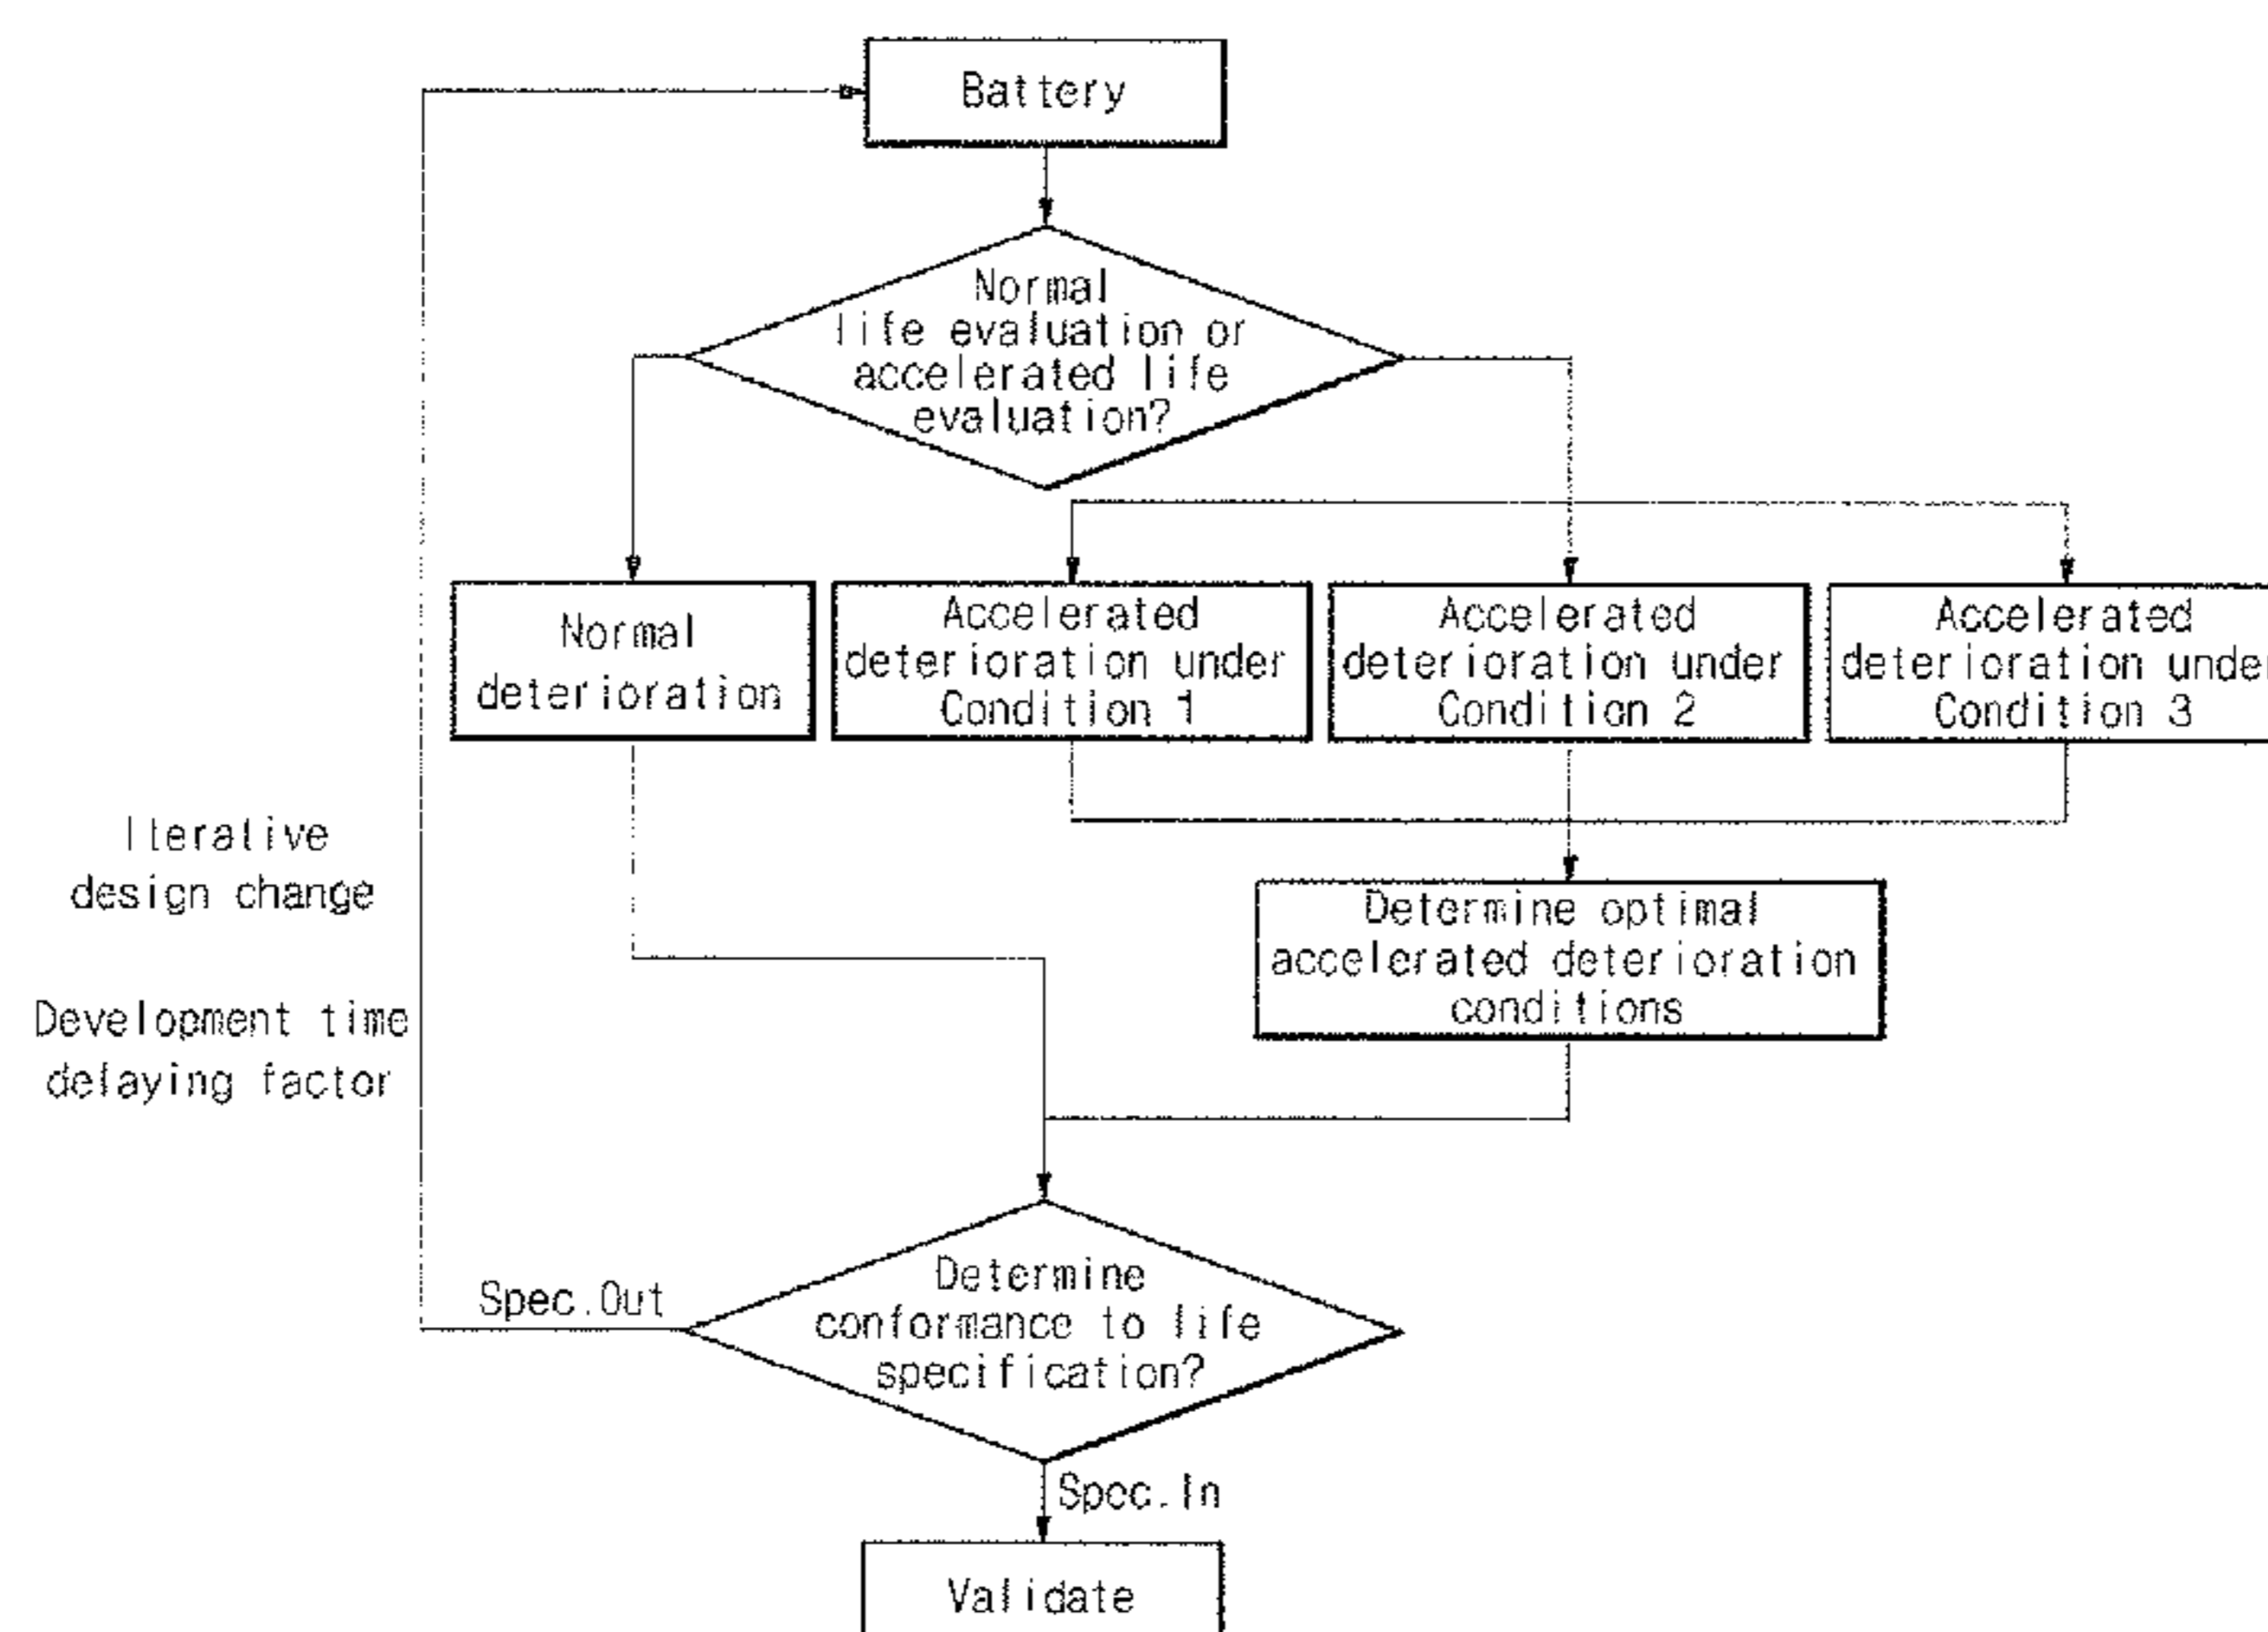 Battery
Normal
life evaluation or
accelerated life
evaluation?
Normal
deterioration
Accelerated
deterioration under
Condition 1
Accelerated
deterioration under
Condition 2
Accelerated
deterioration under
Condition 3
Iterative
design change
Development time
delaying factor
Determine optimal
accelerated deterioration
conditions
Spec.Out
Determine
conformance to life
specification?
Spec.In
Validate